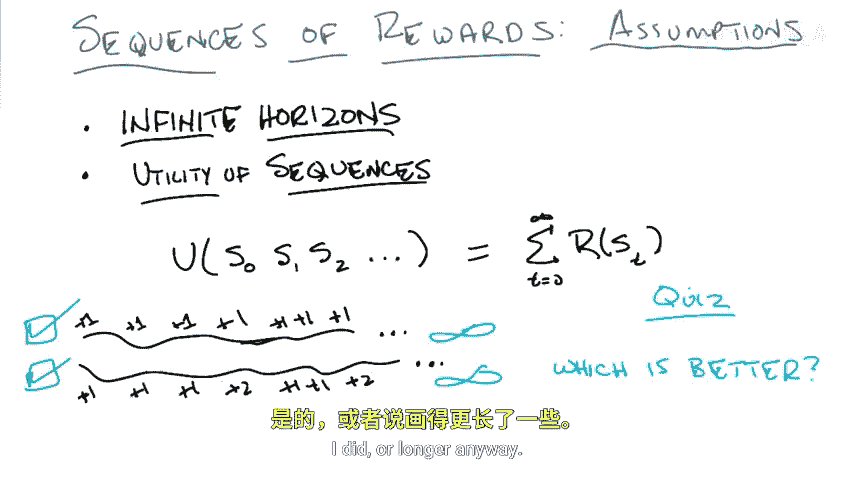 SEQUENCES OF REWARDS: ASSUMPTIONS
• INFINITE HORIZONS
• UTILITY OF SEQUENCES
U(S₀ S₁ S₂ ...) = ∞ Σ t=0 R(Sₜ)
Quiz
+1 +1 +1 +1 +1 +1 +1 ... ∞
WHICH IS BETTER?
+1 +1 +1 +2 +1 +1 +2 ... ∞
是的，或者说画得更长了一些。
I did, or longer anyway.